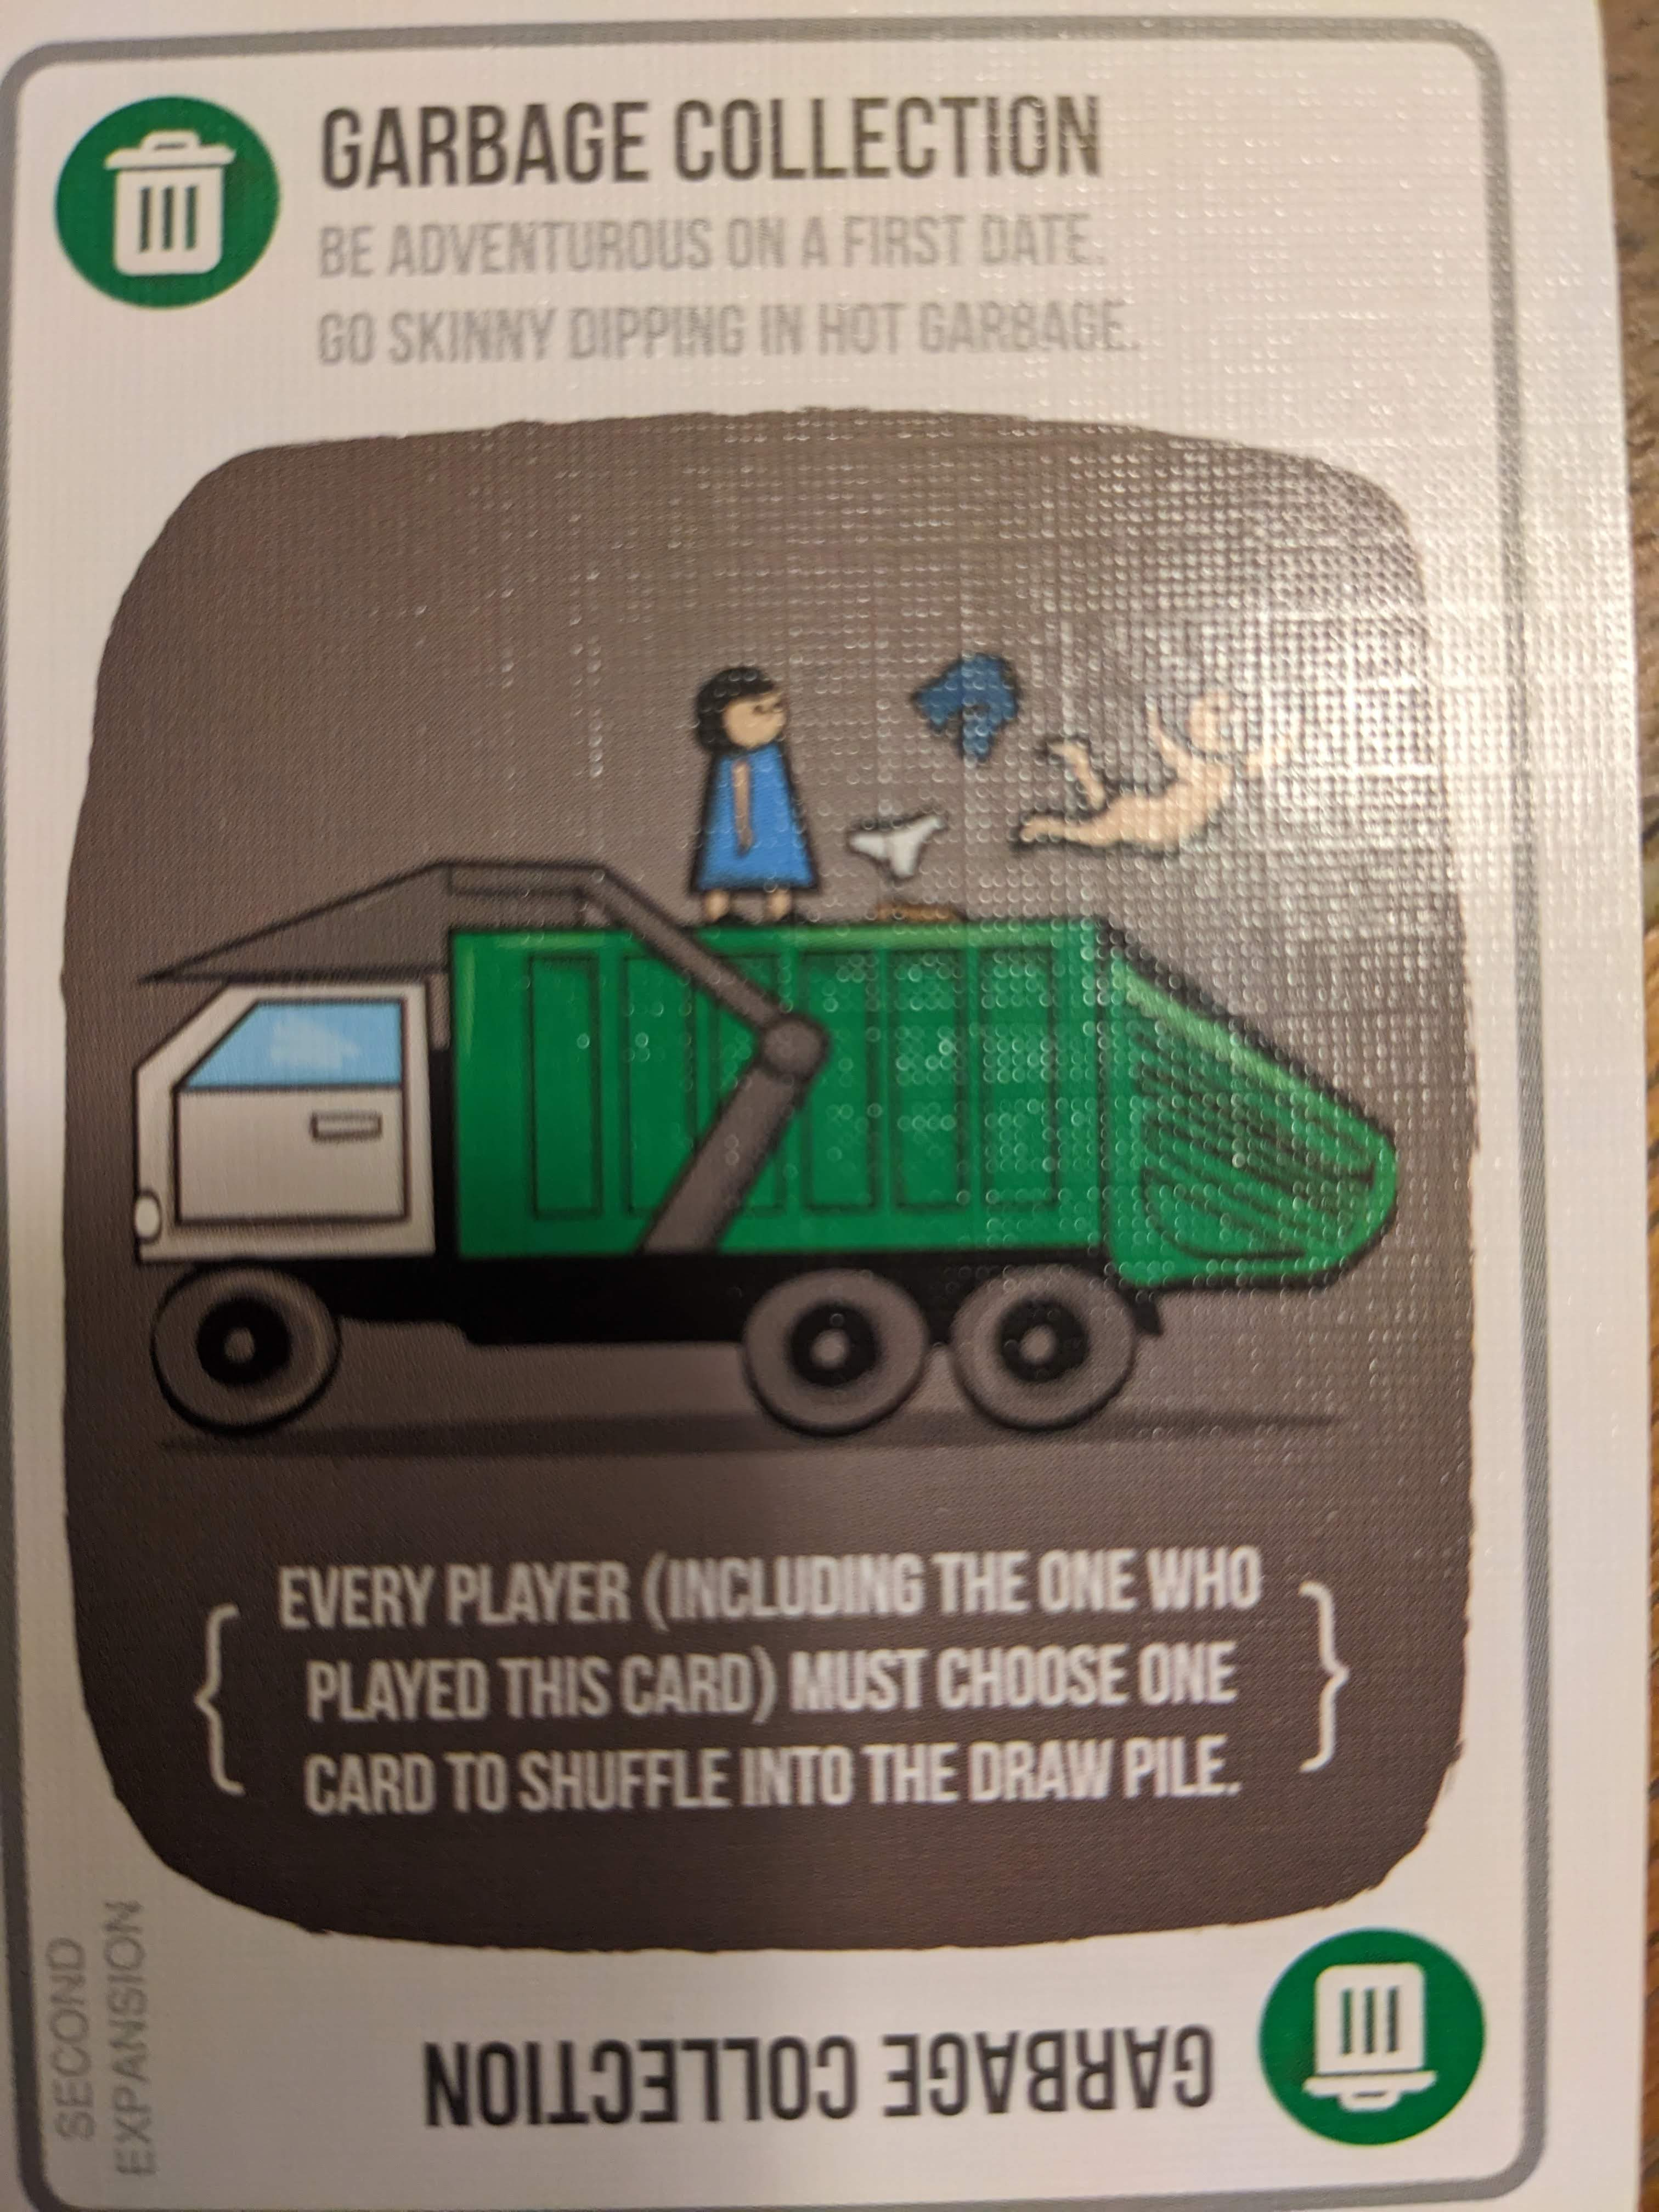 GARBAGE COLLECTION
BE ADVENTUROUS ON A FIRST DATE.
GO SKINNY DIPPING IN HOT GARBAGE.
EVERY PLAYER (INCLUDING THE ONE WHO
PLAYED THIS CARD) MUST CHOOSE ONE
CARD TO SHUFFLE INTO THE DRAW PILE.
SECOND
EXPANSION
GARBAGE COLLECTION